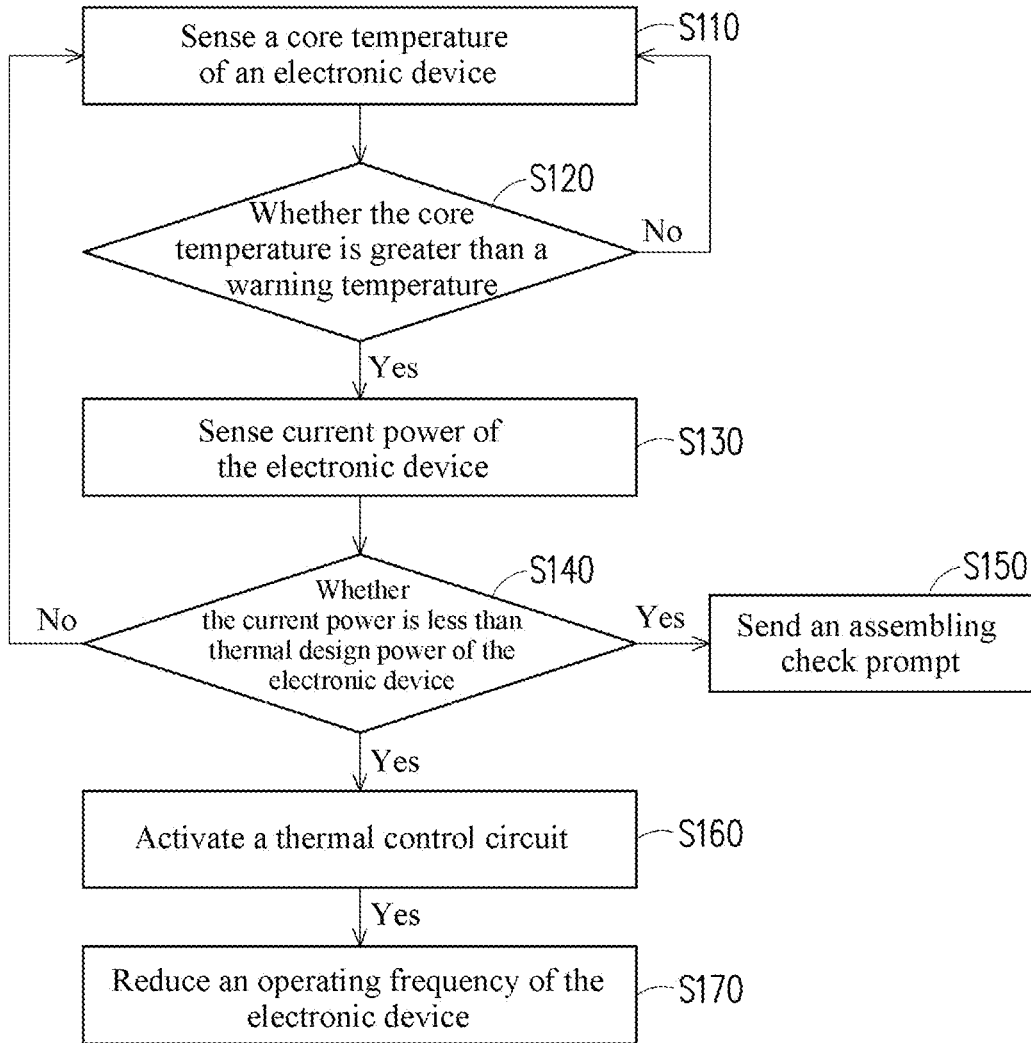 Sense a core temperature
of an electronic device
S110
S120
Whether the core
temperature is greater than a
warning temperature
No
Yes
Sense current power of
the electronic device
S130
S140
Whether
the current power is less than
thermal design power of the
electronic device
No
Yes
S150
Send an assembling
check prompt
Yes
Activate a thermal control circuit
S160
Yes
Reduce an operating frequency of the
electronic device
S170